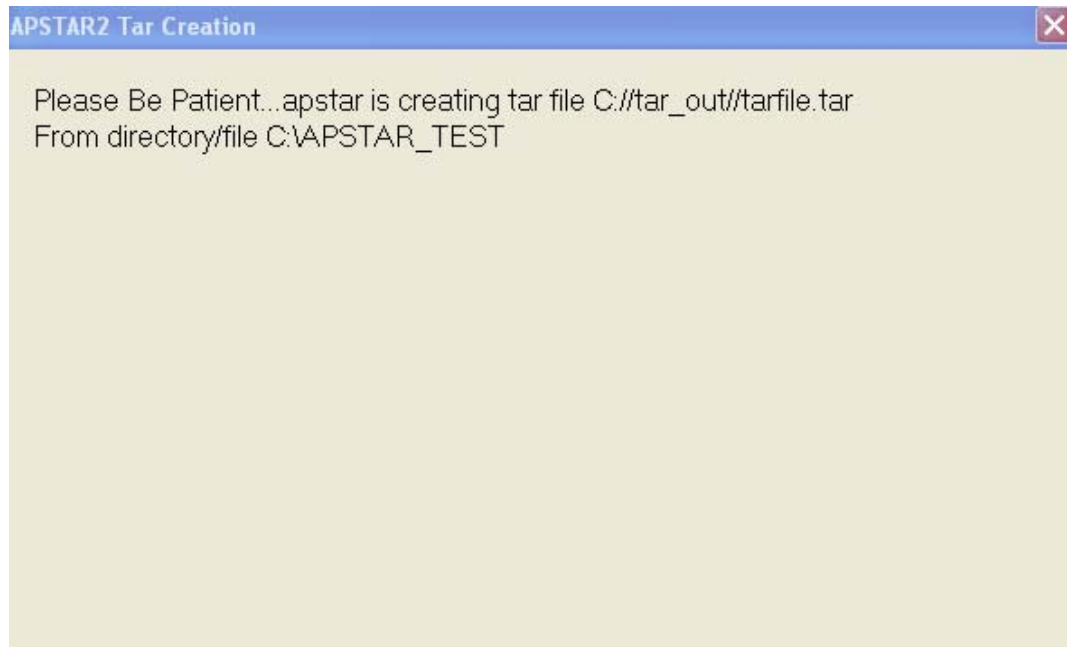 APSTAR2 Tar Creation
Please Be Patient...apstar is creating tar file C://tar_out//tarfile.tar
From directory/file C:\APSTAR_TEST